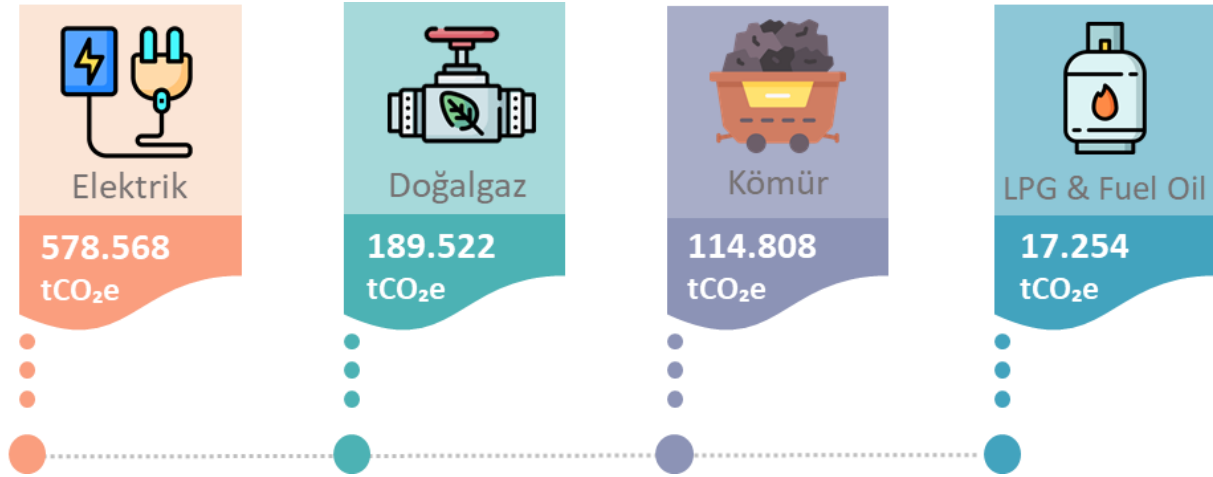 Elektrik
578.568
tCO₂e
Doğalgaz
189.522
tCO₂e
Kömür
114.808
tCO₂e
LPG & Fuel Oil
17.254
tCO₂e